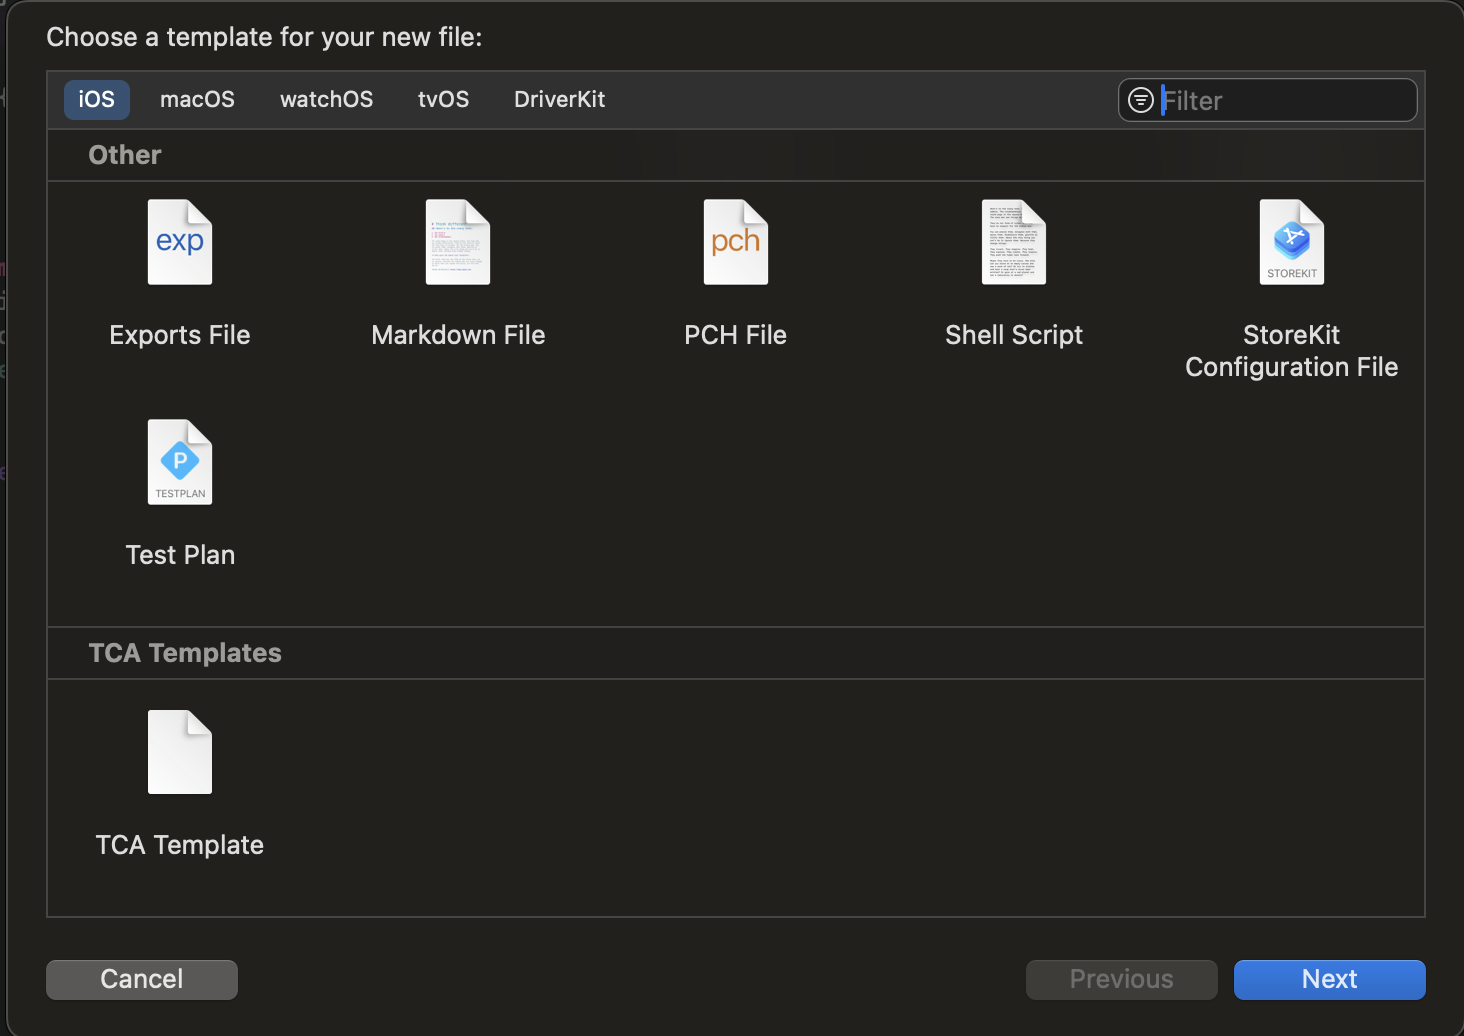 Choose a template for your new file:
iOS macOS watchOS tvOS DriverKit Filter
Other
exp
Exports File
Markdown File
pch
PCH File
Shell Script
STOREKIT
StoreKit
Configuration File
P
TESTPLAN
Test Plan
TCA Templates
TCA Template
Cancel Previous Next